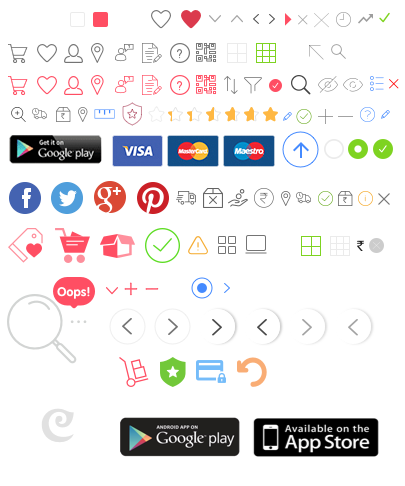 Get it on
Google play
VISA
MasterCard
Maestro
f
g+
₹
Oops!
ANDROID APP ON
Google play
Available on the
App Store